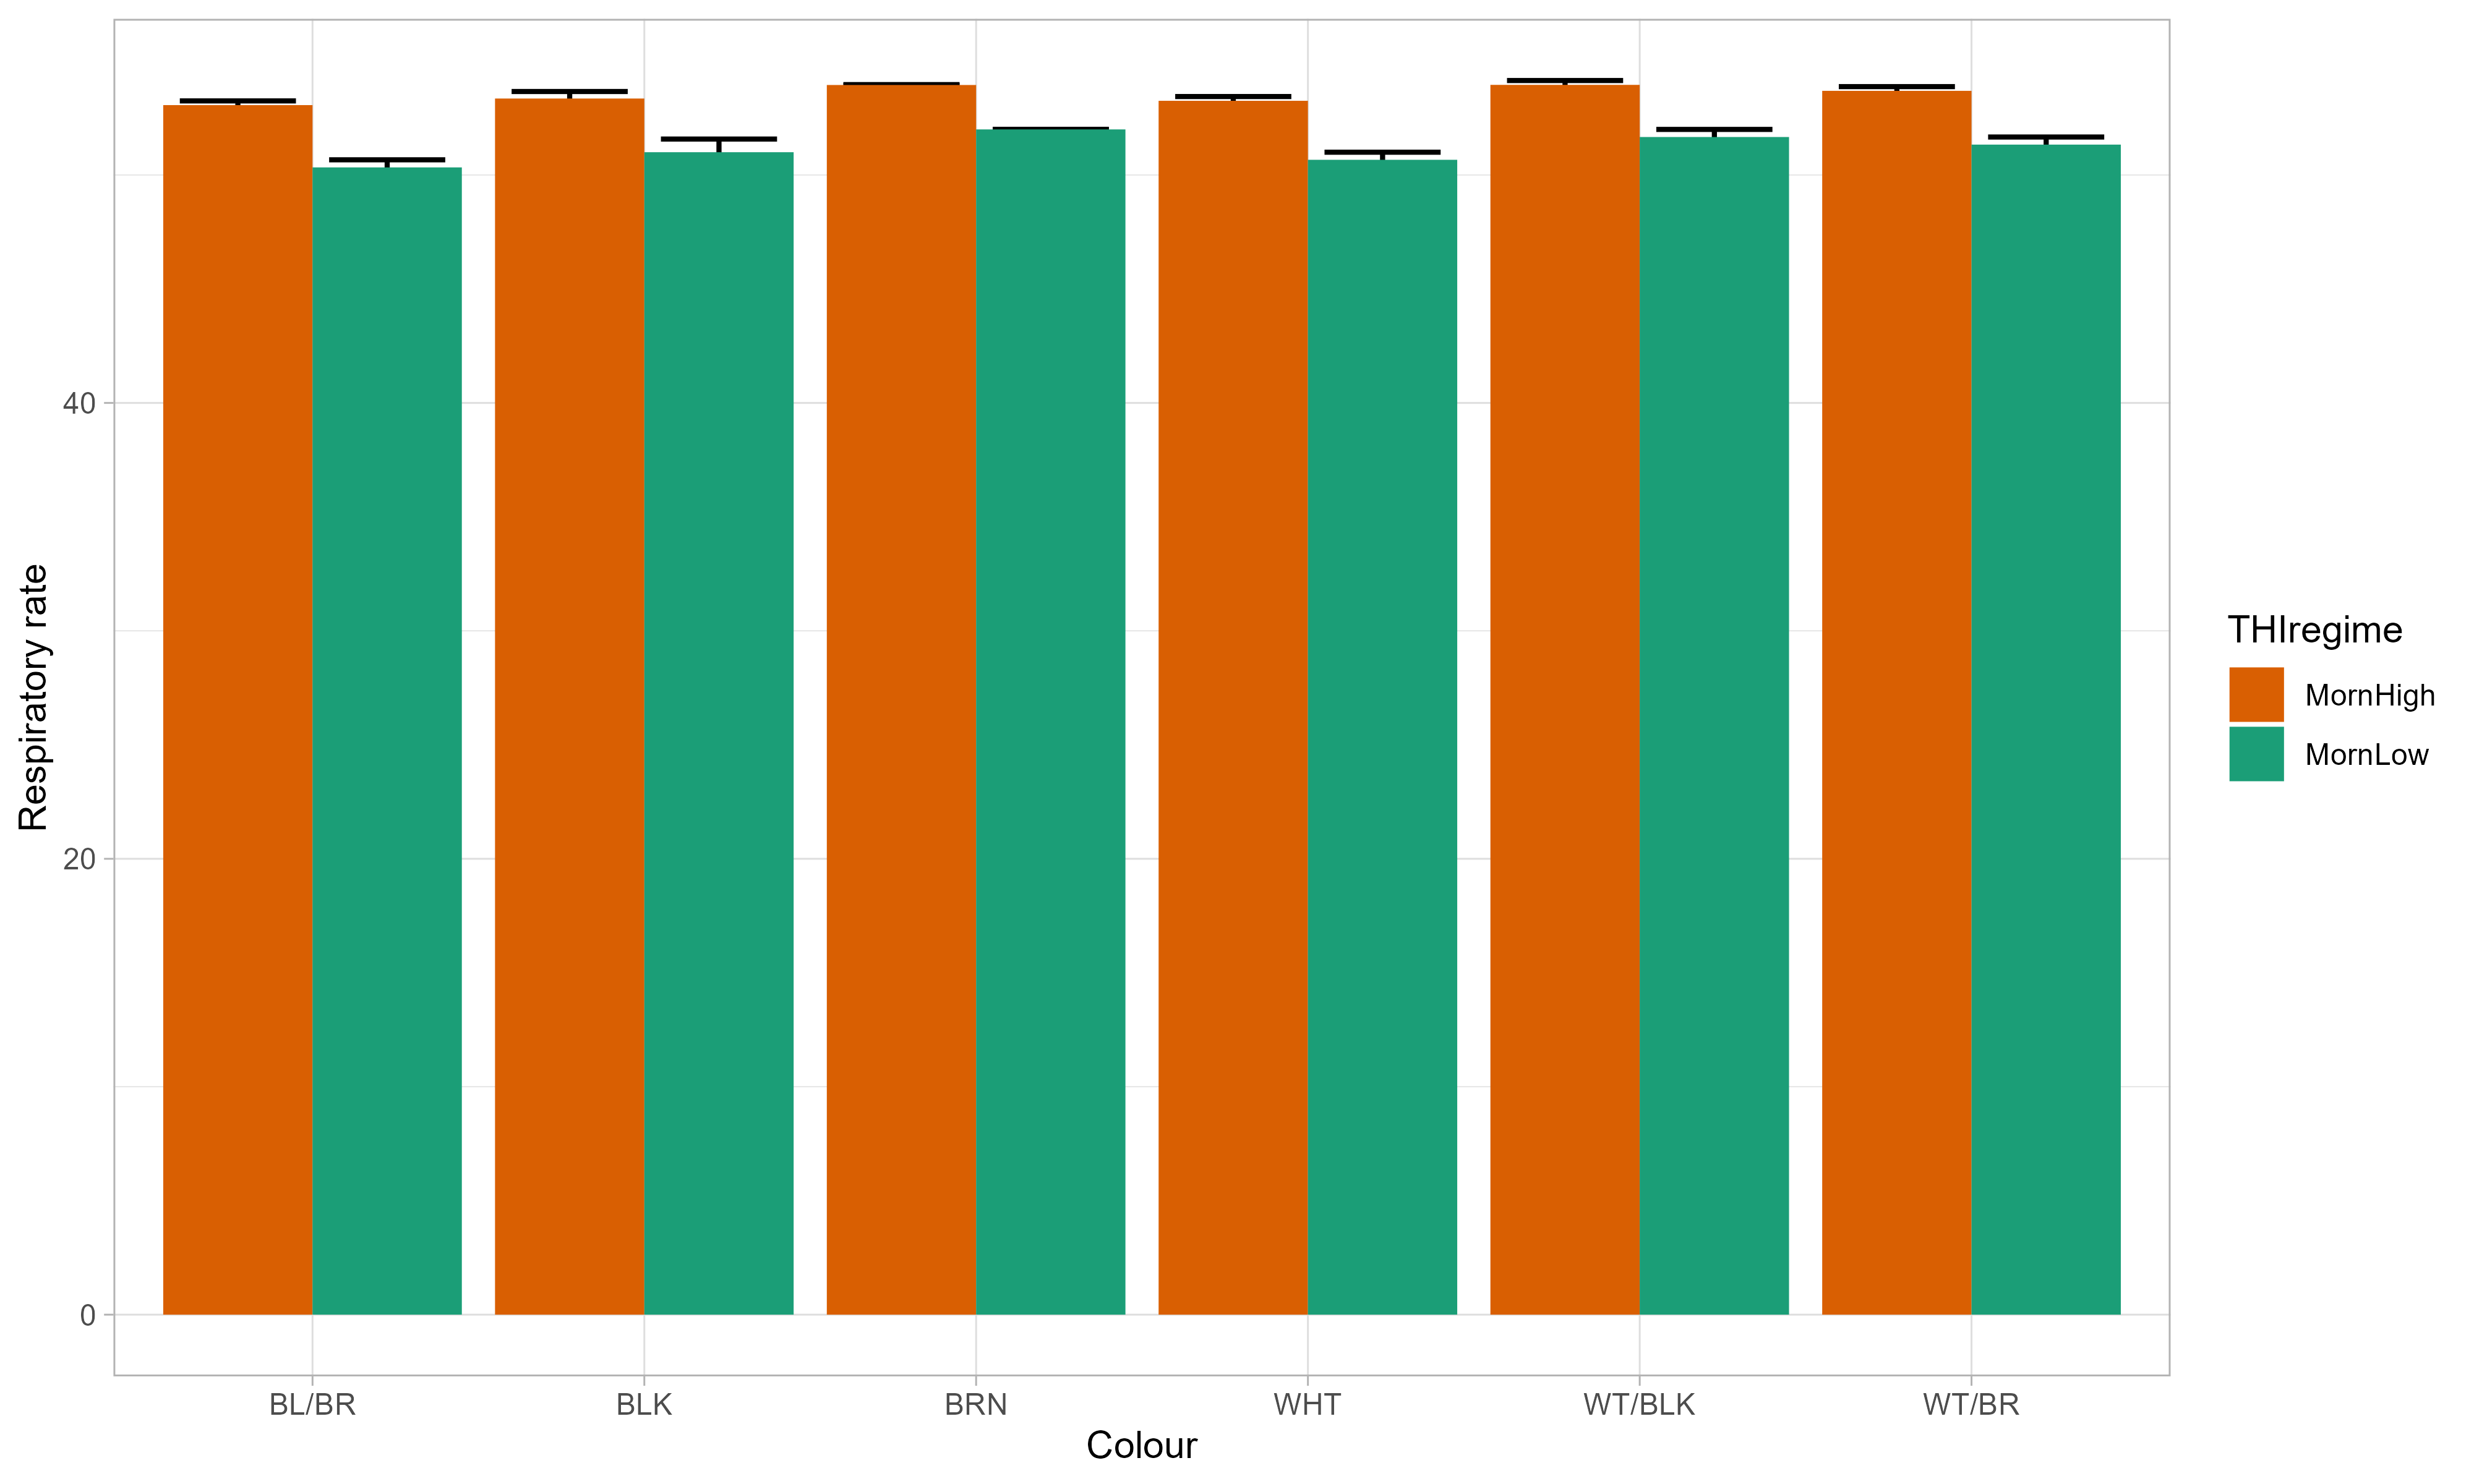 Respiratory rate
40
20
0
BL/BR
BLK
BRN
WHT
WT/BLK
WT/BR
Colour
THIregime
MornHigh
MornLow